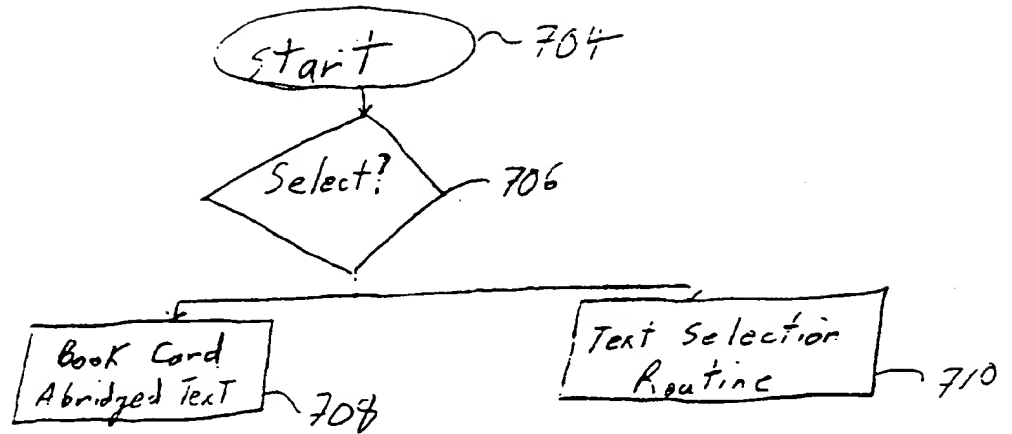 Start
704
Select?
706
Book Card
Abridged Text
708
Text Selection
Routine
710